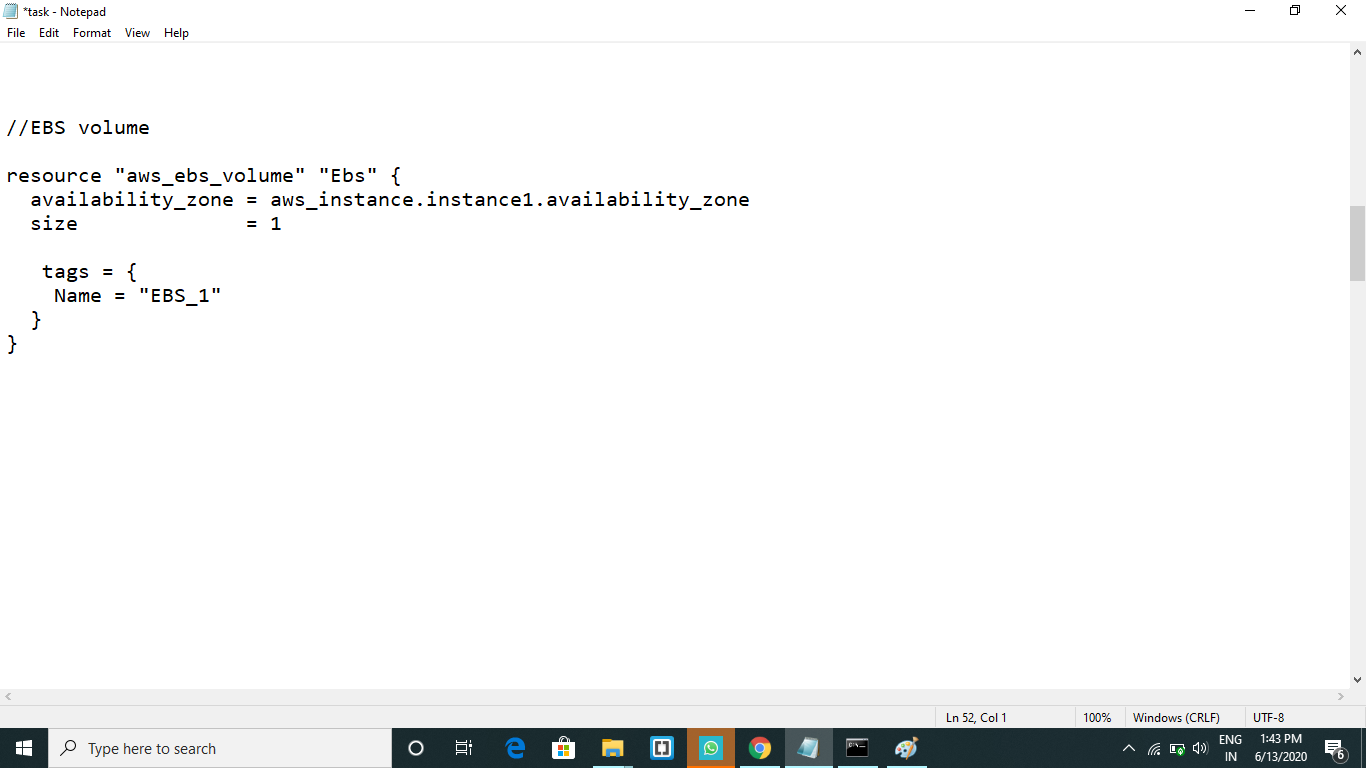 *task - Notepad
File Edit Format View Help
//EBS volume
resource "aws_ebs_volume" "Ebs" {
  availability_zone = aws_instance.instance1.availability_zone
  size              = 1
   tags = {
    Name = "EBS_1"
  }
}
Ln 52, Col 1 100% Windows (CRLF) UTF-8
Type here to search
ENG
IN
1:43 PM
6/13/2020
6